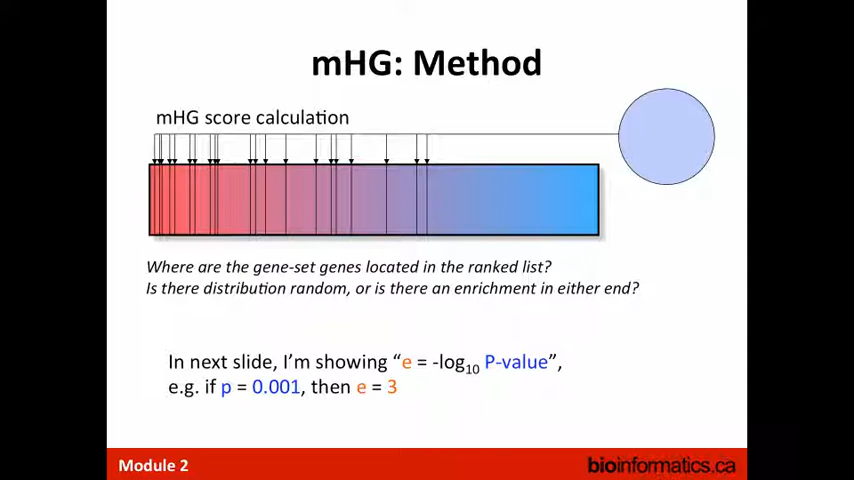 mHG: Method
mHG score calculation
Where are the gene-set genes located in the ranked list?
Is there distribution random, or is there an enrichment in either end?
In next slide, I'm showing “e = -log10 P-value”,
e.g. if p = 0.001, then e = 3
Module 2
bioinformatics.ca